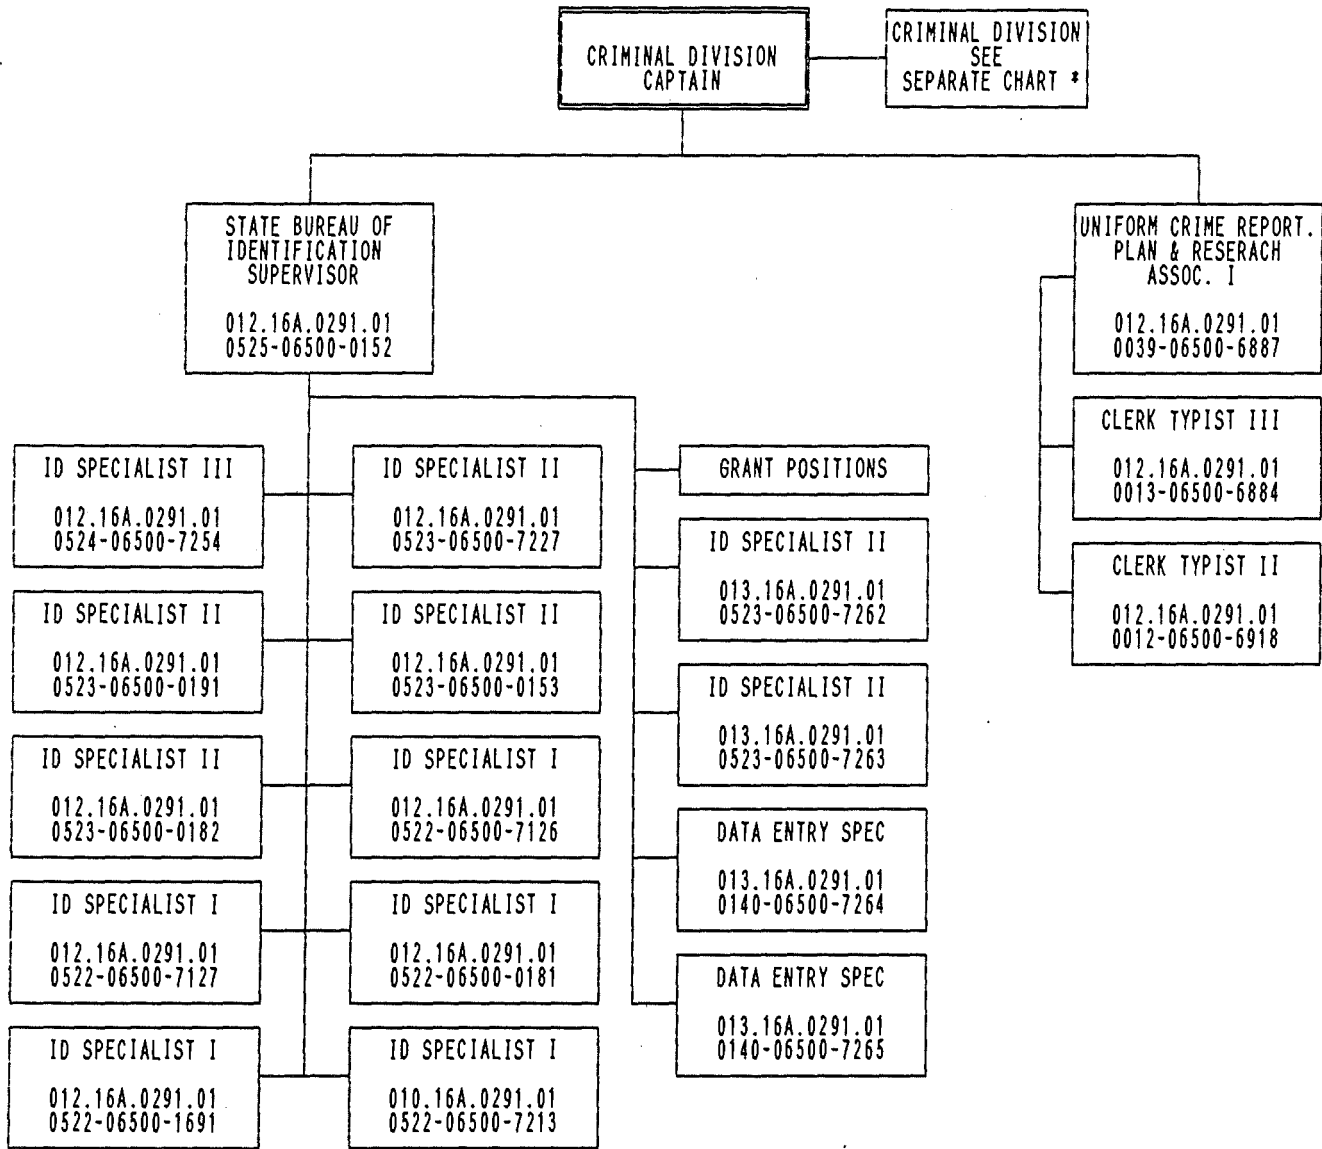 CRIMINAL DIVISION
CAPTAIN
CRIMINAL DIVISION
SEE
SEPARATE CHART *
STATE BUREAU OF
IDENTIFICATION
SUPERVISOR
012.16A.0291.01
0525-06500-0152
UNIFORM CRIME REPORT.
PLAN & RESERACH
ASSOC. I
012.16A.0291.01
0039-06500-6887
CLERK TYPIST III
012.16A.0291.01
0013-06500-6884
CLERK TYPIST II
012.16A.0291.01
0012-06500-6918
ID SPECIALIST III
012.16A.0291.01
0524-06500-7254
ID SPECIALIST II
012.16A.0291.01
0523-06500-7227
ID SPECIALIST II
012.16A.0291.01
0523-06500-0191
ID SPECIALIST II
012.16A.0291.01
0523-06500-0153
ID SPECIALIST II
012.16A.0291.01
0523-06500-0182
ID SPECIALIST I
012.16A.0291.01
0522-06500-7126
ID SPECIALIST I
012.16A.0291.01
0522-06500-7127
ID SPECIALIST I
012.16A.0291.01
0522-06500-0181
ID SPECIALIST I
012.16A.0291.01
0522-06500-1691
ID SPECIALIST I
010.16A.0291.01
0522-06500-7213
GRANT POSITIONS
ID SPECIALIST II
013.16A.0291.01
0523-06500-7262
ID SPECIALIST II
013.16A.0291.01
0523-06500-7263
DATA ENTRY SPEC
013.16A.0291.01
0140-06500-7264
DATA ENTRY SPEC
013.16A.0291.01
0140-06500-7265